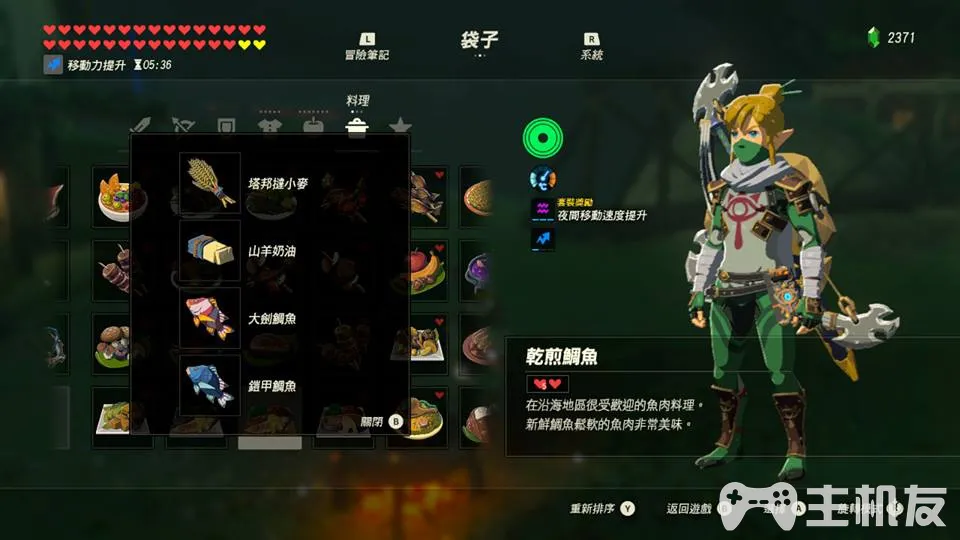 L
冒險筆記
袋子
R
系統
2371
移動力提升 05:36
料理
塔邦撻小麥
山羊奶油
大劍鯛魚
鎧甲鯛魚
關閉 B
套裝獎勵
夜間移動速度提升
乾煎鯛魚
在沿海地區很受歡迎的魚肉料理。
新鮮鯛魚鬆軟的魚肉非常美味。
重新排序 Y
返回遊戲
主机友